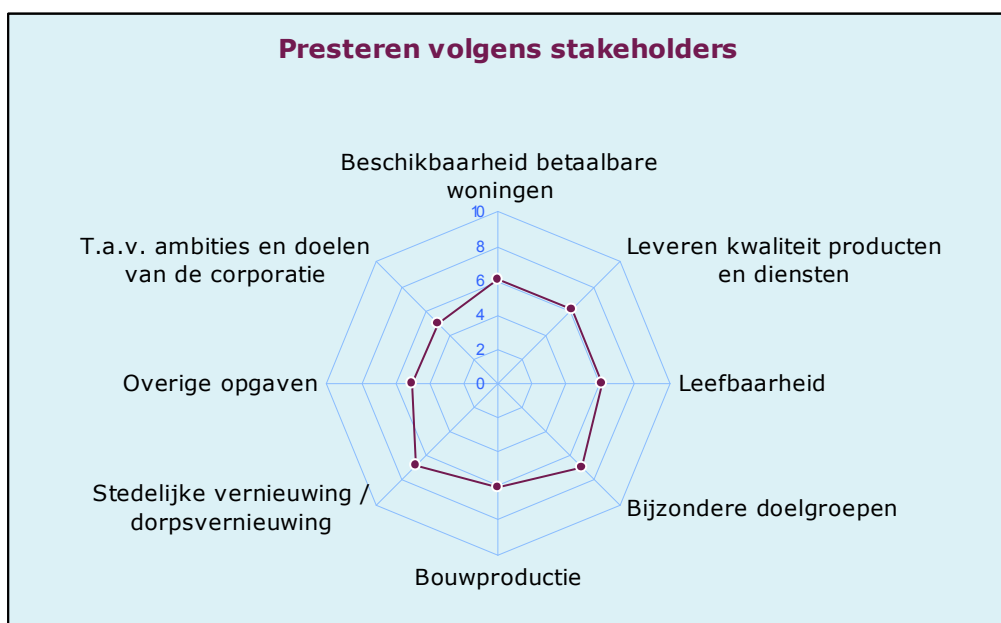 Presteren volgens stakeholders
Beschikbaarheid betaalbare
woningen
T.a.v. ambities en doelen
van de corporatie
Leveren kwaliteit producten
en diensten
10
8
6
4
2
0
Overige opgaven
Leefbaarheid
Stedelijke vernieuwing /
dorpsvernieuwing
Bijzondere doelgroepen
Bouwproductie